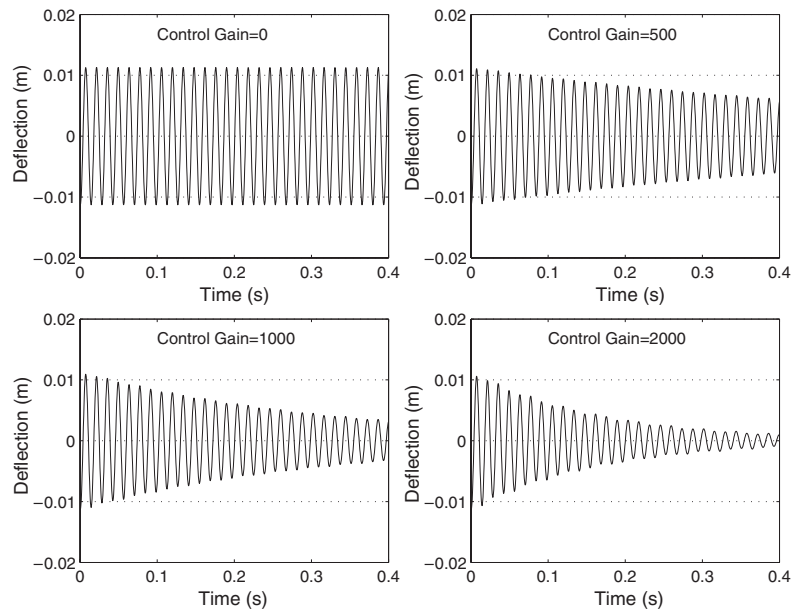 Control Gain=0
0.02
0.01
0
−0.01
−0.02
Deflection (m)
0 0.1 0.2 0.3 0.4
Time (s)
Control Gain=500
0.02
0.01
0
−0.01
−0.02
Deflection (m)
0 0.1 0.2 0.3 0.4
Time (s)
Control Gain=1000
0.02
0.01
0
−0.01
−0.02
Deflection (m)
0 0.1 0.2 0.3 0.4
Time (s)
Control Gain=2000
0.02
0.01
0
−0.01
−0.02
Deflection (m)
0 0.1 0.2 0.3 0.4
Time (s)